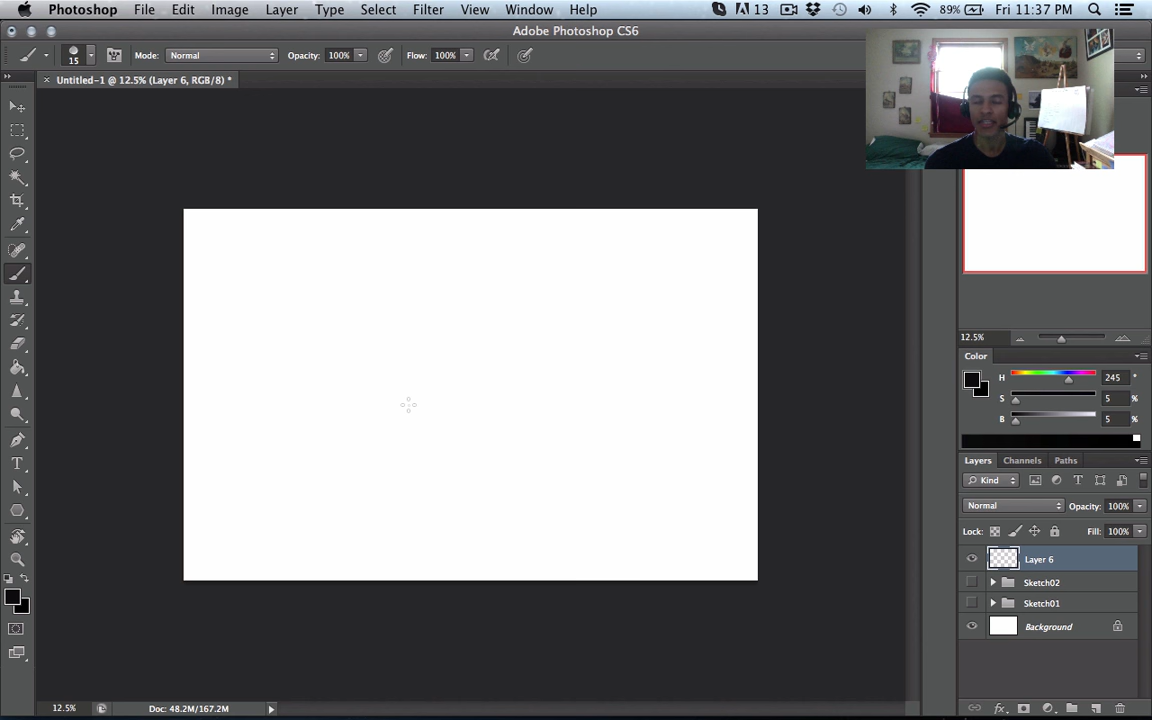 Photoshop File Edit Image Layer Type Select Filter View Window Help 13 89% Fri 11:37 PM
Adobe Photoshop CS6
15 Mode: Normal Opacity: 100% Flow: 100%
× Untitled-1 @ 12.5% (Layer 6, RGB/8) *
12.5%
Color
H 245 °
S 5 %
B 5 %
Layers Channels Paths
Kind
Normal Opacity: 100%
Lock: Fill: 100%
Layer 6
Sketch02
Sketch01
Background
12.5% Doc: 48.2M/167.2M